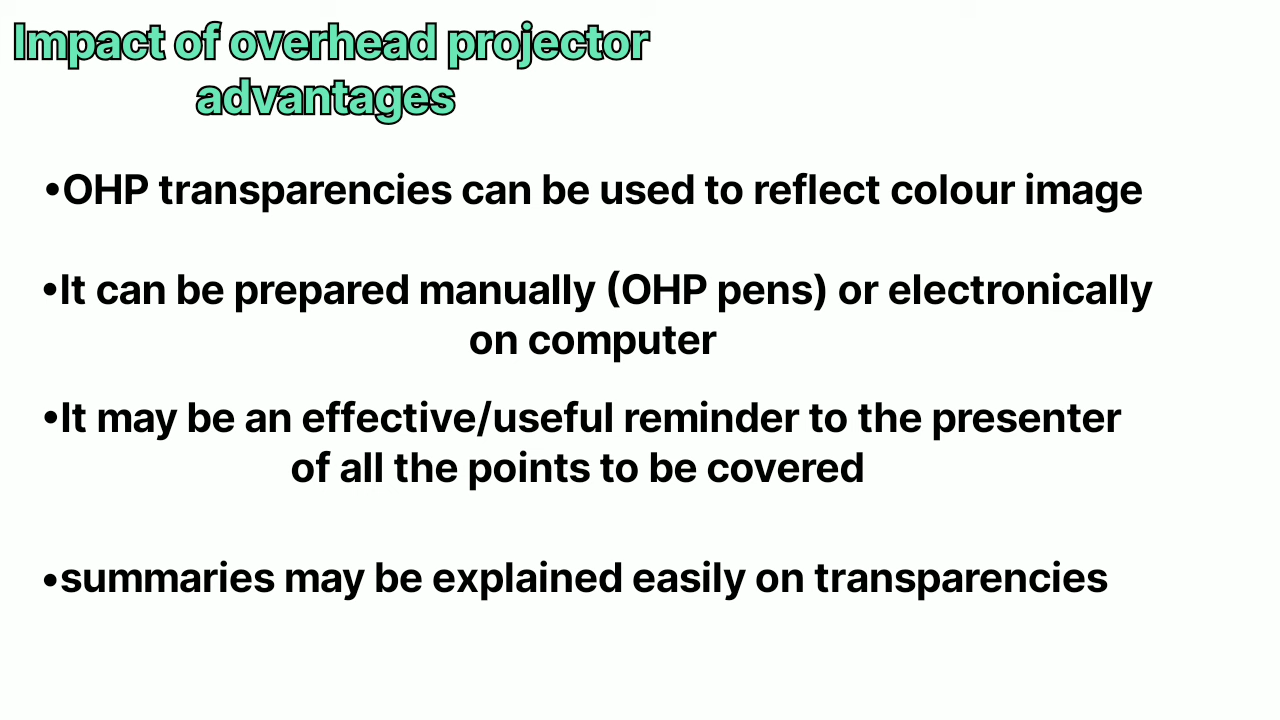 Impact of overhead projector
advantages
•OHP transparencies can be used to reflect colour image
•It can be prepared manually (OHP pens) or electronically
on computer
•It may be an effective/useful reminder to the presenter
of all the points to be covered
•summaries may be explained easily on transparencies